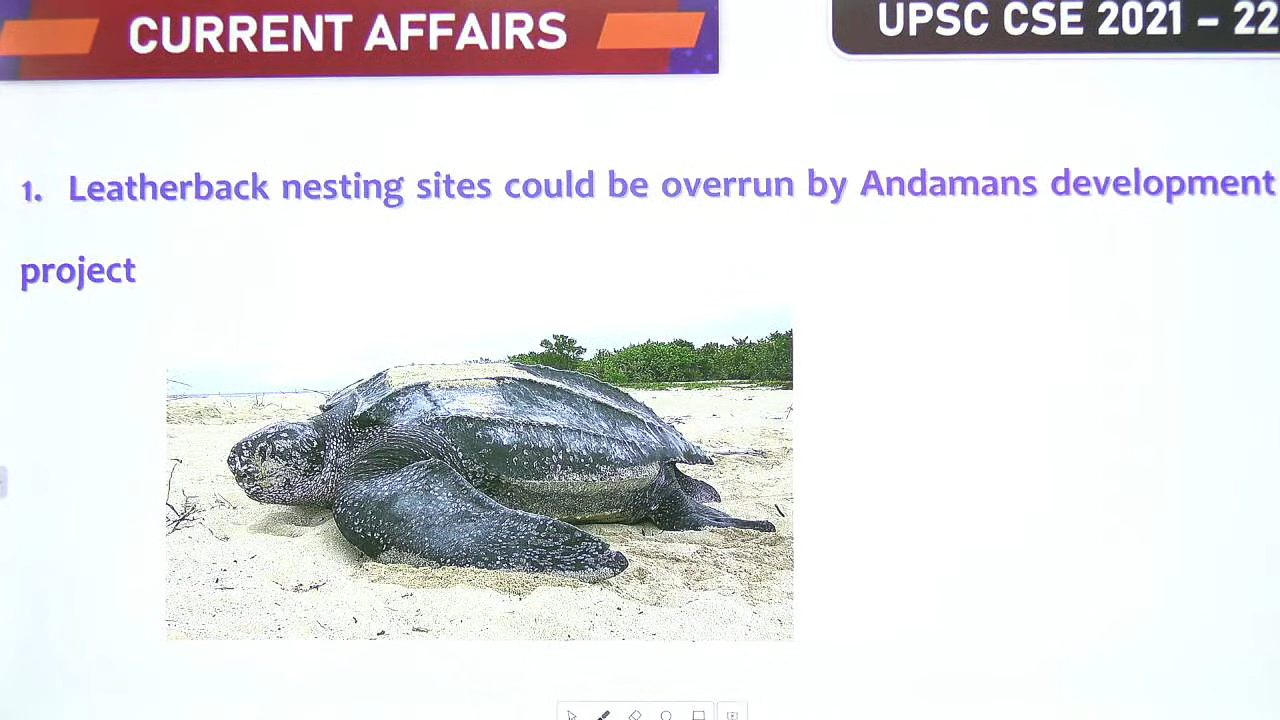 CURRENT AFFAIRS
UPSC CSE 2021 – 22
1. Leatherback nesting sites could be overrun by Andamans development
project